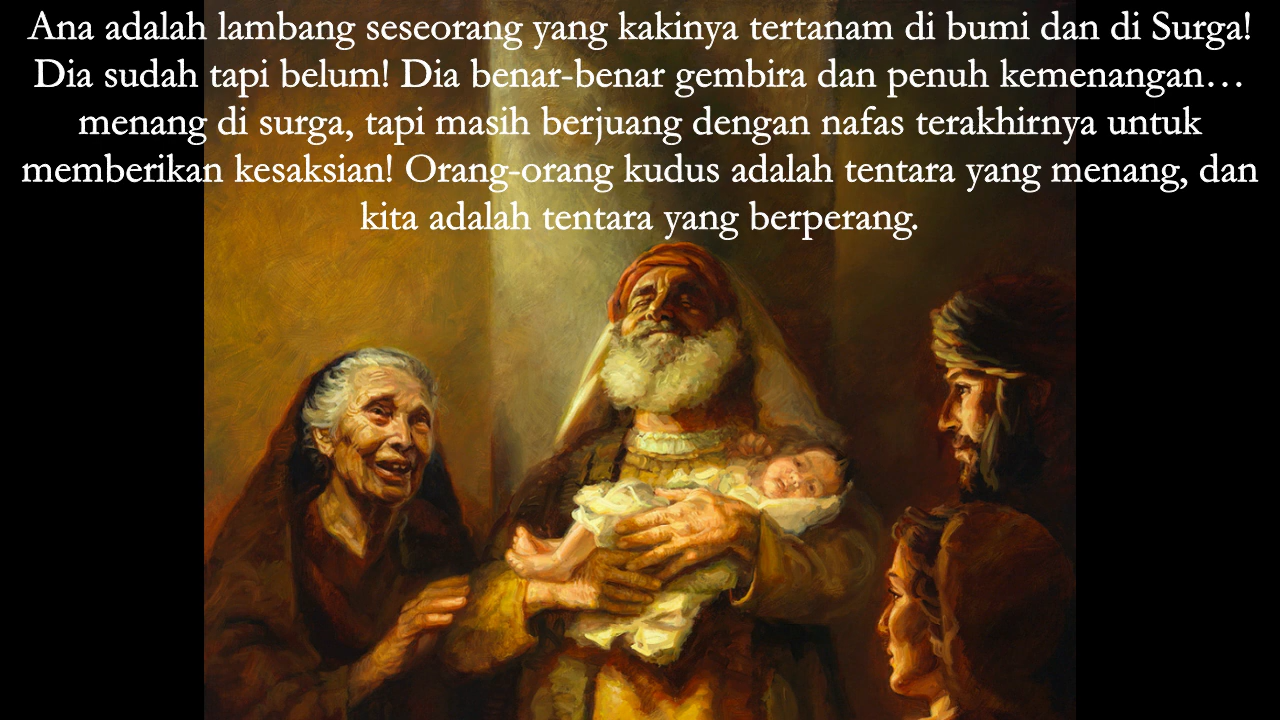 Ana adalah lambang seseorang yang kakinya tertanam di bumi dan di Surga!
Dia sudah tapi belum! Dia benar-benar gembira dan penuh kemenangan…
menang di surga, tapi masih berjuang dengan nafas terakhirnya untuk
memberikan kesaksian! Orang-orang kudus adalah tentara yang menang, dan
kita adalah tentara yang berperang.